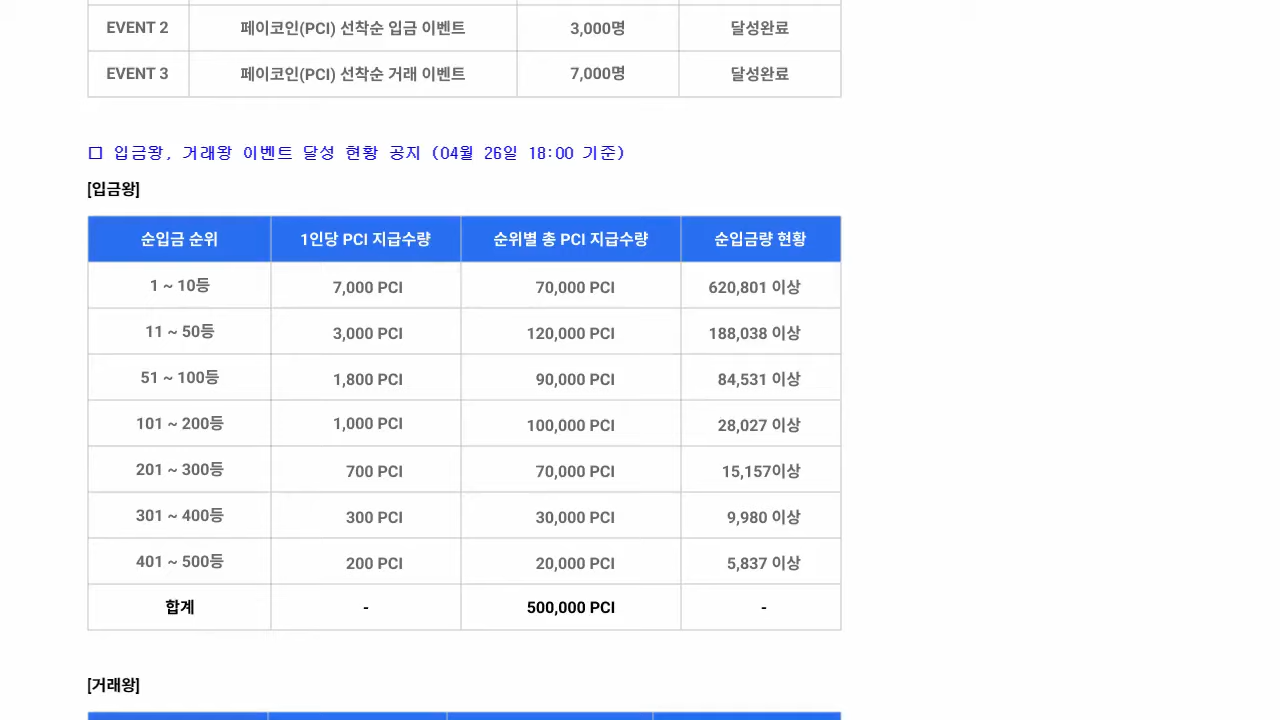 EVENT 2 페이코인(PCI) 선착순 입금 이벤트 3,000명 달성완료
EVENT 3 페이코인(PCI) 선착순 거래 이벤트 7,000명 달성완료
□ 입금왕, 거래왕 이벤트 달성 현황 공지 (04월 26일 18:00 기준)
[입금왕]
순입금 순위 1인당 PCI 지급수량 순위별 총 PCI 지급수량 순입금량 현황
1 ~ 10등 7,000 PCI 70,000 PCI 620,801 이상
11 ~ 50등 3,000 PCI 120,000 PCI 188,038 이상
51 ~ 100등 1,800 PCI 90,000 PCI 84,531 이상
101 ~ 200등 1,000 PCI 100,000 PCI 28,027 이상
201 ~ 300등 700 PCI 70,000 PCI 15,157이상
301 ~ 400등 300 PCI 30,000 PCI 9,980 이상
401 ~ 500등 200 PCI 20,000 PCI 5,837 이상
합계 - 500,000 PCI -
[거래왕]